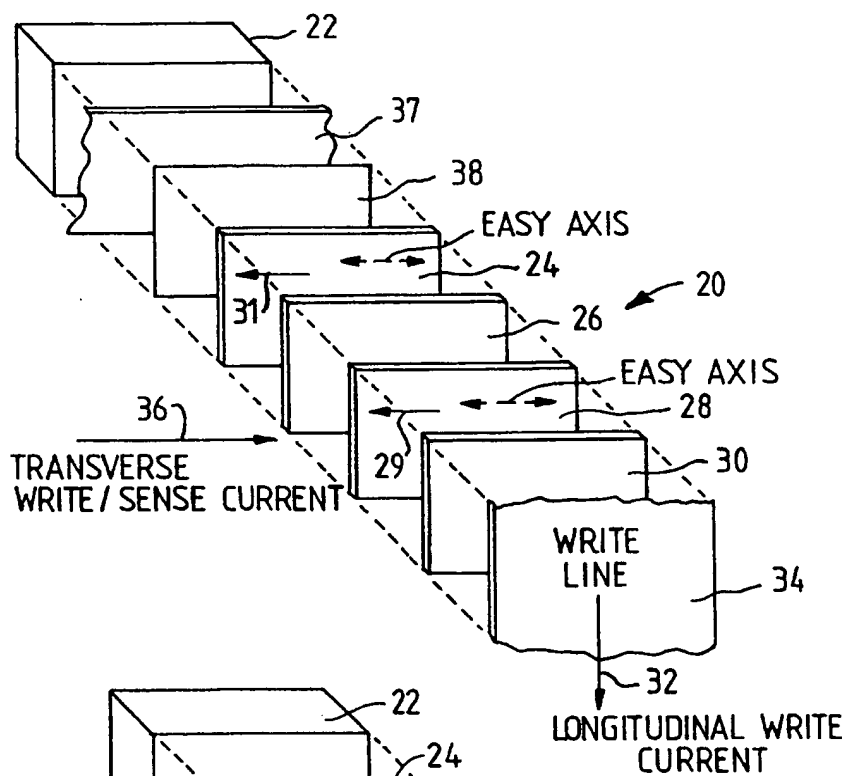 22
37
38
EASY AXIS
24
31
20
26
EASY AXIS
28
36
29
TRANSVERSE
WRITE/SENSE CURRENT
30
WRITE
LINE
34
32
LONGITUDINAL WRITE
CURRENT
22
24